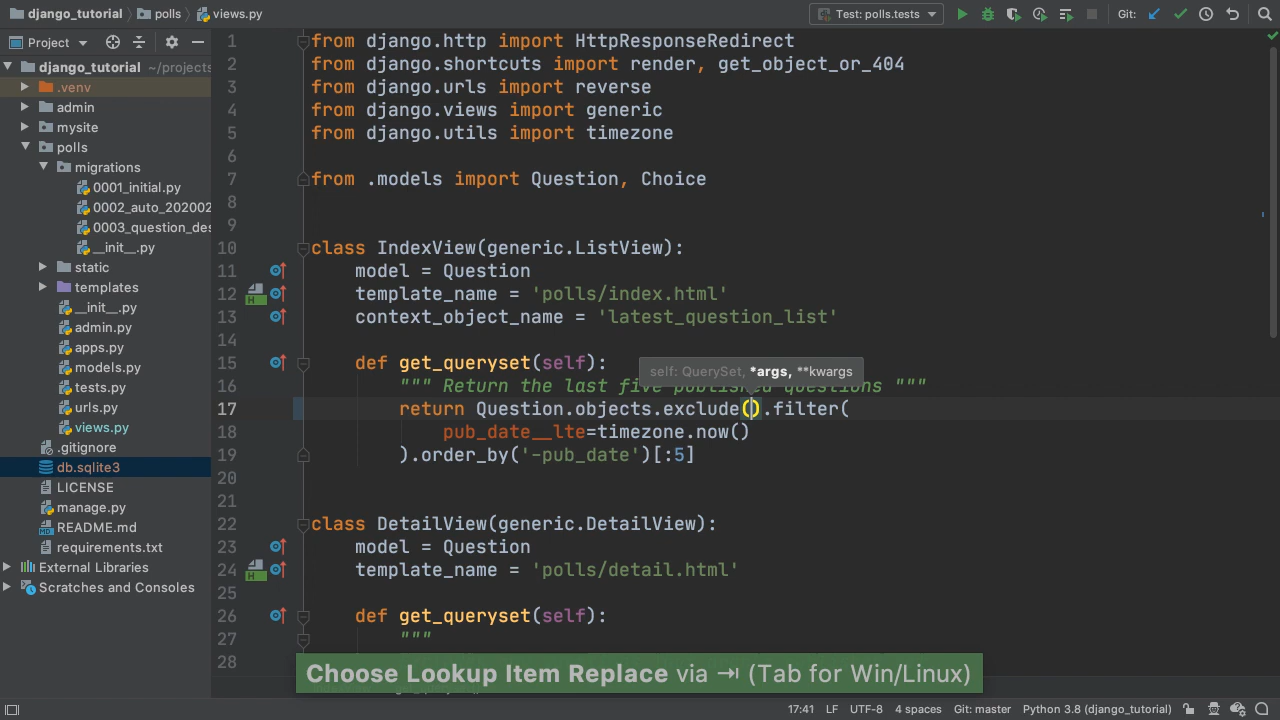 django_tutorial polls views.py Test: polls.tests Git:
Project
django_tutorial ~/projects
.venv
admin
mysite
polls
migrations
0001_initial.py
0002_auto_202002
0003_question_des
__init__.py
static
templates
__init__.py
admin.py
apps.py
models.py
tests.py
urls.py
views.py
.gitignore
db.sqlite3
LICENSE
manage.py
README.md
requirements.txt
External Libraries
Scratches and Consoles
1 from django.http import HttpResponseRedirect
2 from django.shortcuts import render, get_object_or_404
3 from django.urls import reverse
4 from django.views import generic
5 from django.utils import timezone
6
7 from .models import Question, Choice
8
9
10 class IndexView(generic.ListView):
11 model = Question
12 template_name = 'polls/index.html'
13 context_object_name = 'latest_question_list'
14
15 def get_queryset(self):
self: QuerySet, *args, **kwargs
16 """ Return the last five published questions """
17 return Question.objects.exclude().filter(
18 pub_date__lte=timezone.now()
19 ).order_by('-pub_date')[:5]
20
21
22 class DetailView(generic.DetailView):
23 model = Question
24 template_name = 'polls/detail.html'
25
26 def get_queryset(self):
27 """
28
Choose Lookup Item Replace via ⇥ (Tab for Win/Linux)
17:41 LF UTF-8 4 spaces Git: master Python 3.8 (django_tutorial)